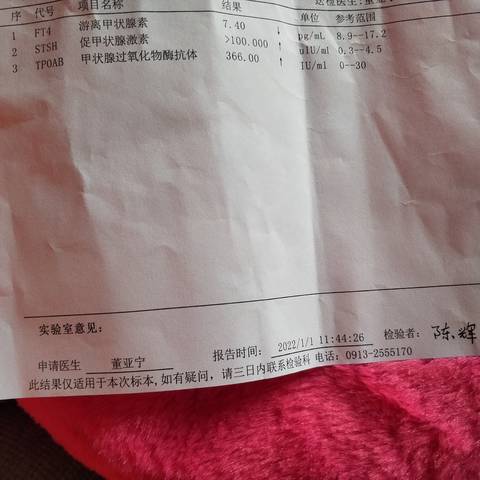 序 代号 项目名称 结果 单位 参考范围
1 FT4 游离甲状腺素 7.40 ↓ pg/mL 8.9--17.2
2 STSH 促甲状腺激素 >100.000 ↑ uIU/ml 0.3--4.5
3 TPOAB 甲状腺过氧化物酶抗体 366.00 ↑ IU/ml 0--30
实验室意见:
申请医生 董亚宁 报告时间: 2022/1/1 11:44:26 检验者: 陈辉
此结果仅适用于本次标本,如有疑问,请三日内联系检验科 电话: 0913-2555170